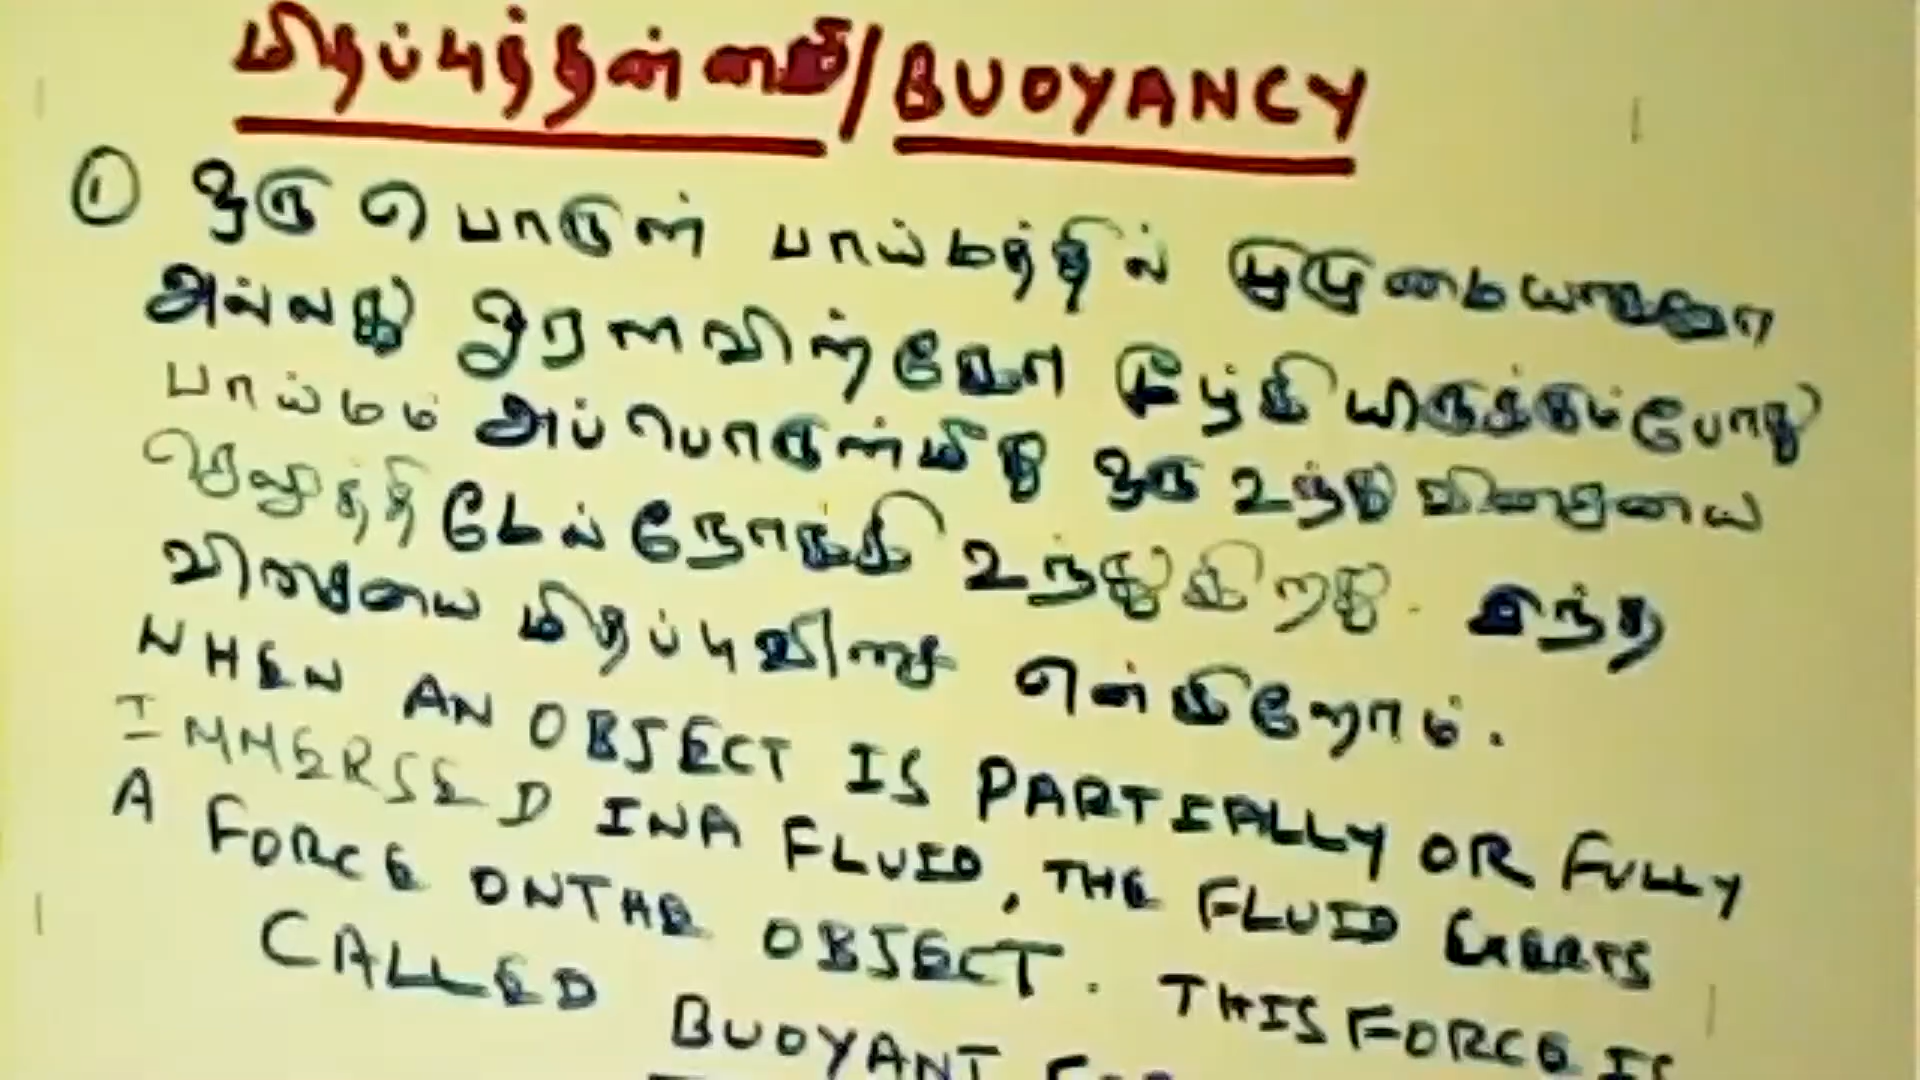 மிதப்புத்தன்மை/BUOYANCY
① ஒரு பொருள் பாய்மத்தில் முழுமையாகவோ
அல்லது ஓரளவிற்கோ மூழ்கியிருக்கும்போது
பாய்மம் அப்பொருள்மீது ஒரு உந்து விசையை
செலுத்தி மேல் நோக்கி உந்துகிறது. இந்த
விசையை மிதப்புவிசை என்கிறோம்.
WHEN AN OBJECT IS PARTIALLY OR FULLY
IMMERSED IN A FLUID, THE FLUID EXERTS
A FORCE ON THE OBJECT. THIS FORCE IS
CALLED BUOYANT